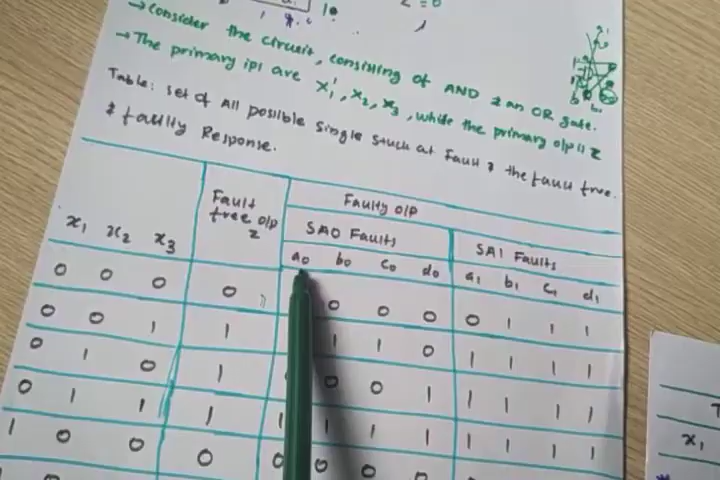 1
= 0
→ Consider the circuit, consisting of AND & an OR gate.
→ The primary ip1 are x1', x2, x3, while the primary o/p is z
Table: Set of All possible single stuck at Fault & the fault free.
& faulty Response.
x1 x2 x3 Fault free o/p z Faulty o/p
SA0 Faults SA1 Faults
a0 b0 c0 d0 a1 b1 c1 d1
0 0 0 0 0 0 0 0 1 1 1
0 0 1 1 1 1 0 1 1 1 1
0 1 0 1 0 0 1 1 1 1 1
0 1 1 1 1 1 1 1 1 1 1 1
1 0 0 0 0 0 0 0
x1